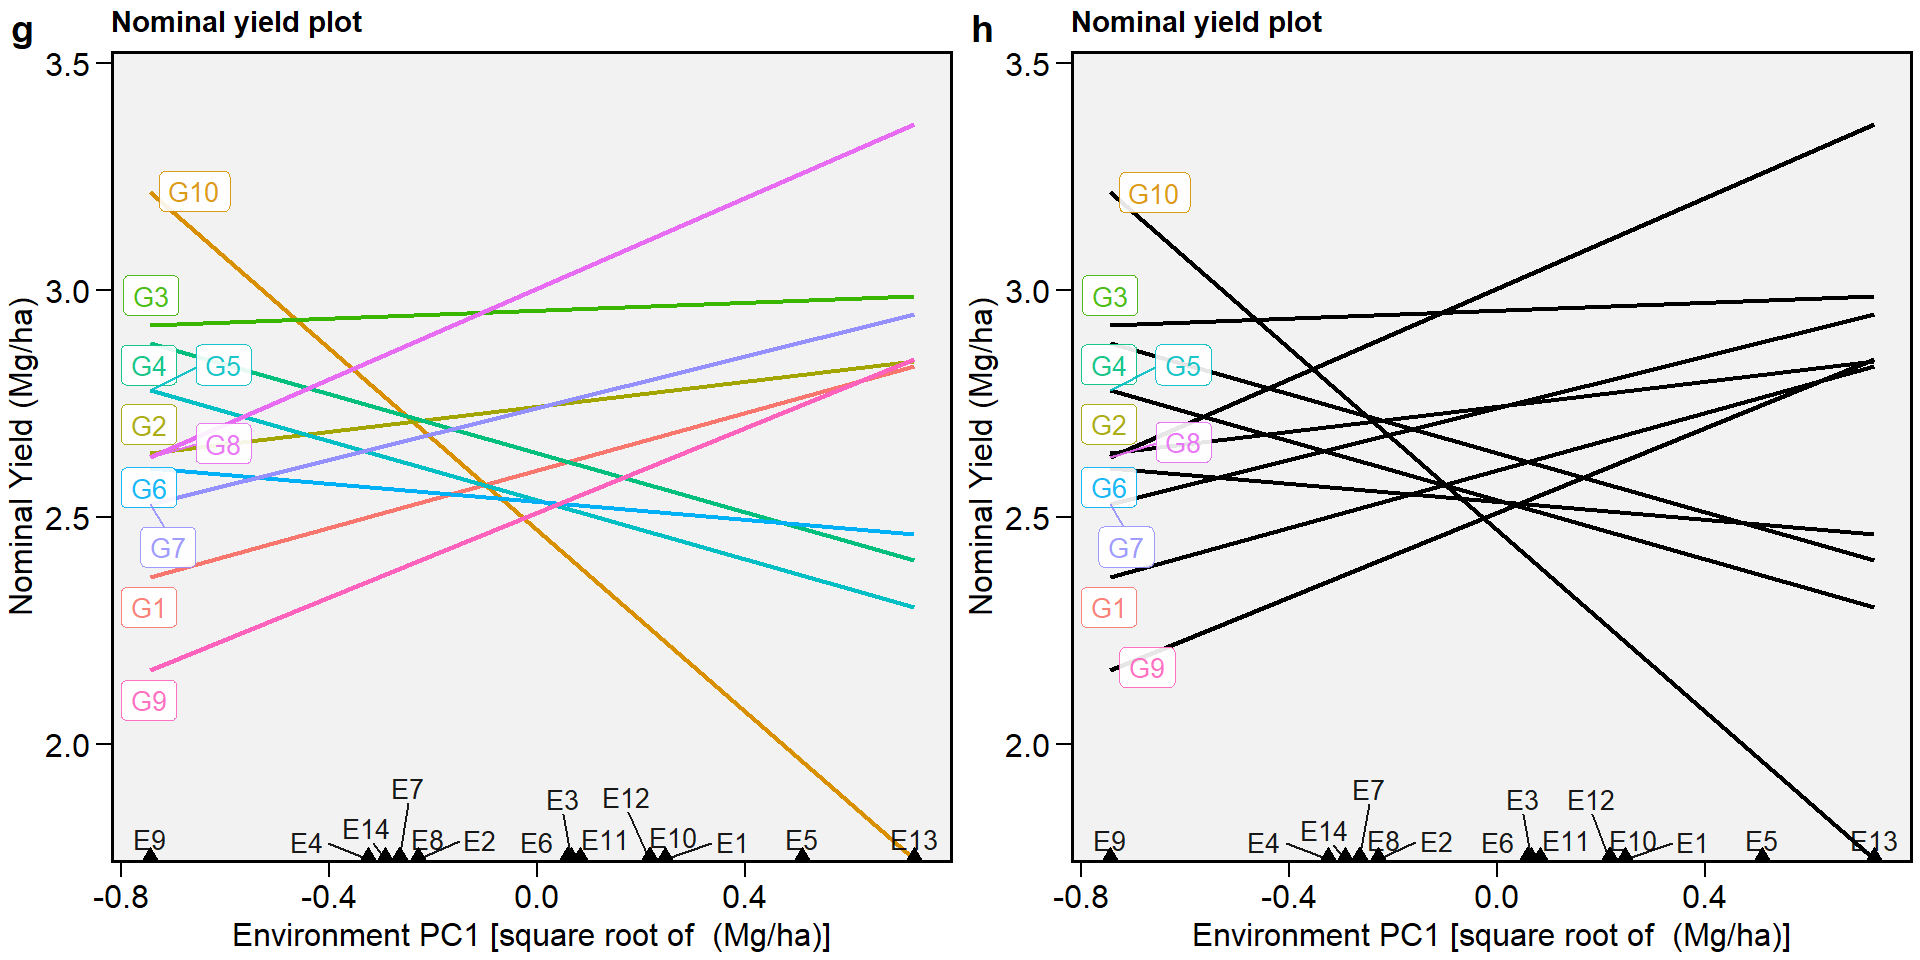 g
Nominal yield plot
3.5
3.0
2.5
2.0
Nominal Yield (Mg/ha)
G10
G3
G4
G5
G2
G8
G6
G7
G1
G9
E7
E3
E12
E9
E4
E14
E8
E2
E6
E11
E10
E1
E5
E13
-0.8
-0.4
0.0
0.4
Environment PC1 [square root of  (Mg/ha)]
h
Nominal yield plot
3.5
3.0
2.5
2.0
Nominal Yield (Mg/ha)
G10
G3
G4
G5
G2
G8
G6
G7
G1
G9
E7
E3
E12
E9
E4
E14
E8
E2
E6
E11
E10
E1
E5
E13
-0.8
-0.4
0.0
0.4
Environment PC1 [square root of  (Mg/ha)]